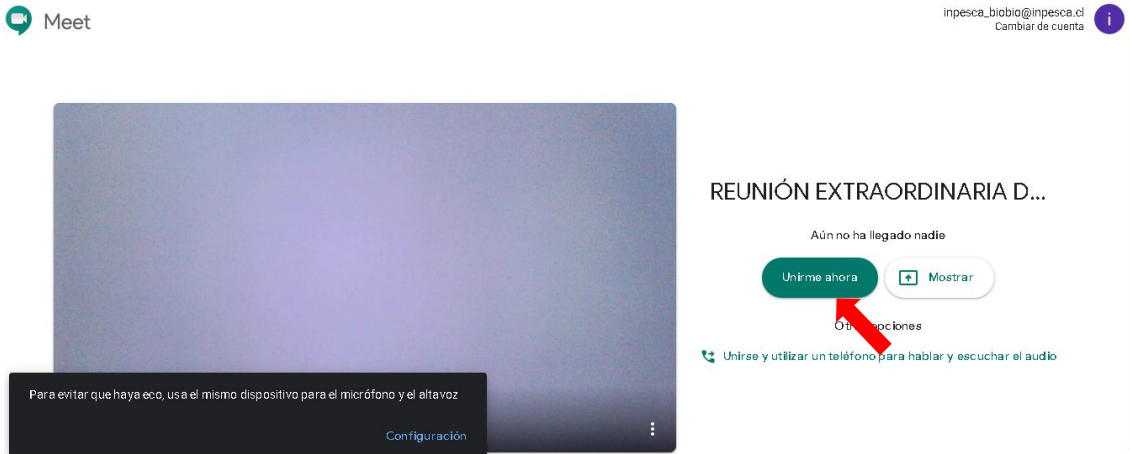 Meet
inpesca_biobio@inpesca.cl
Cambiar de cuenta
i
REUNIÓN EXTRAORDINARIA D...
Aún no ha llegado nadie
Unirme ahora
Mostrar
Ot opciones
Unirse y utilizar un teléfono para hablar y escuchar el audio
Para evitar que haya eco, usa el mismo dispositivo para el micrófono y el altavoz
Configuración